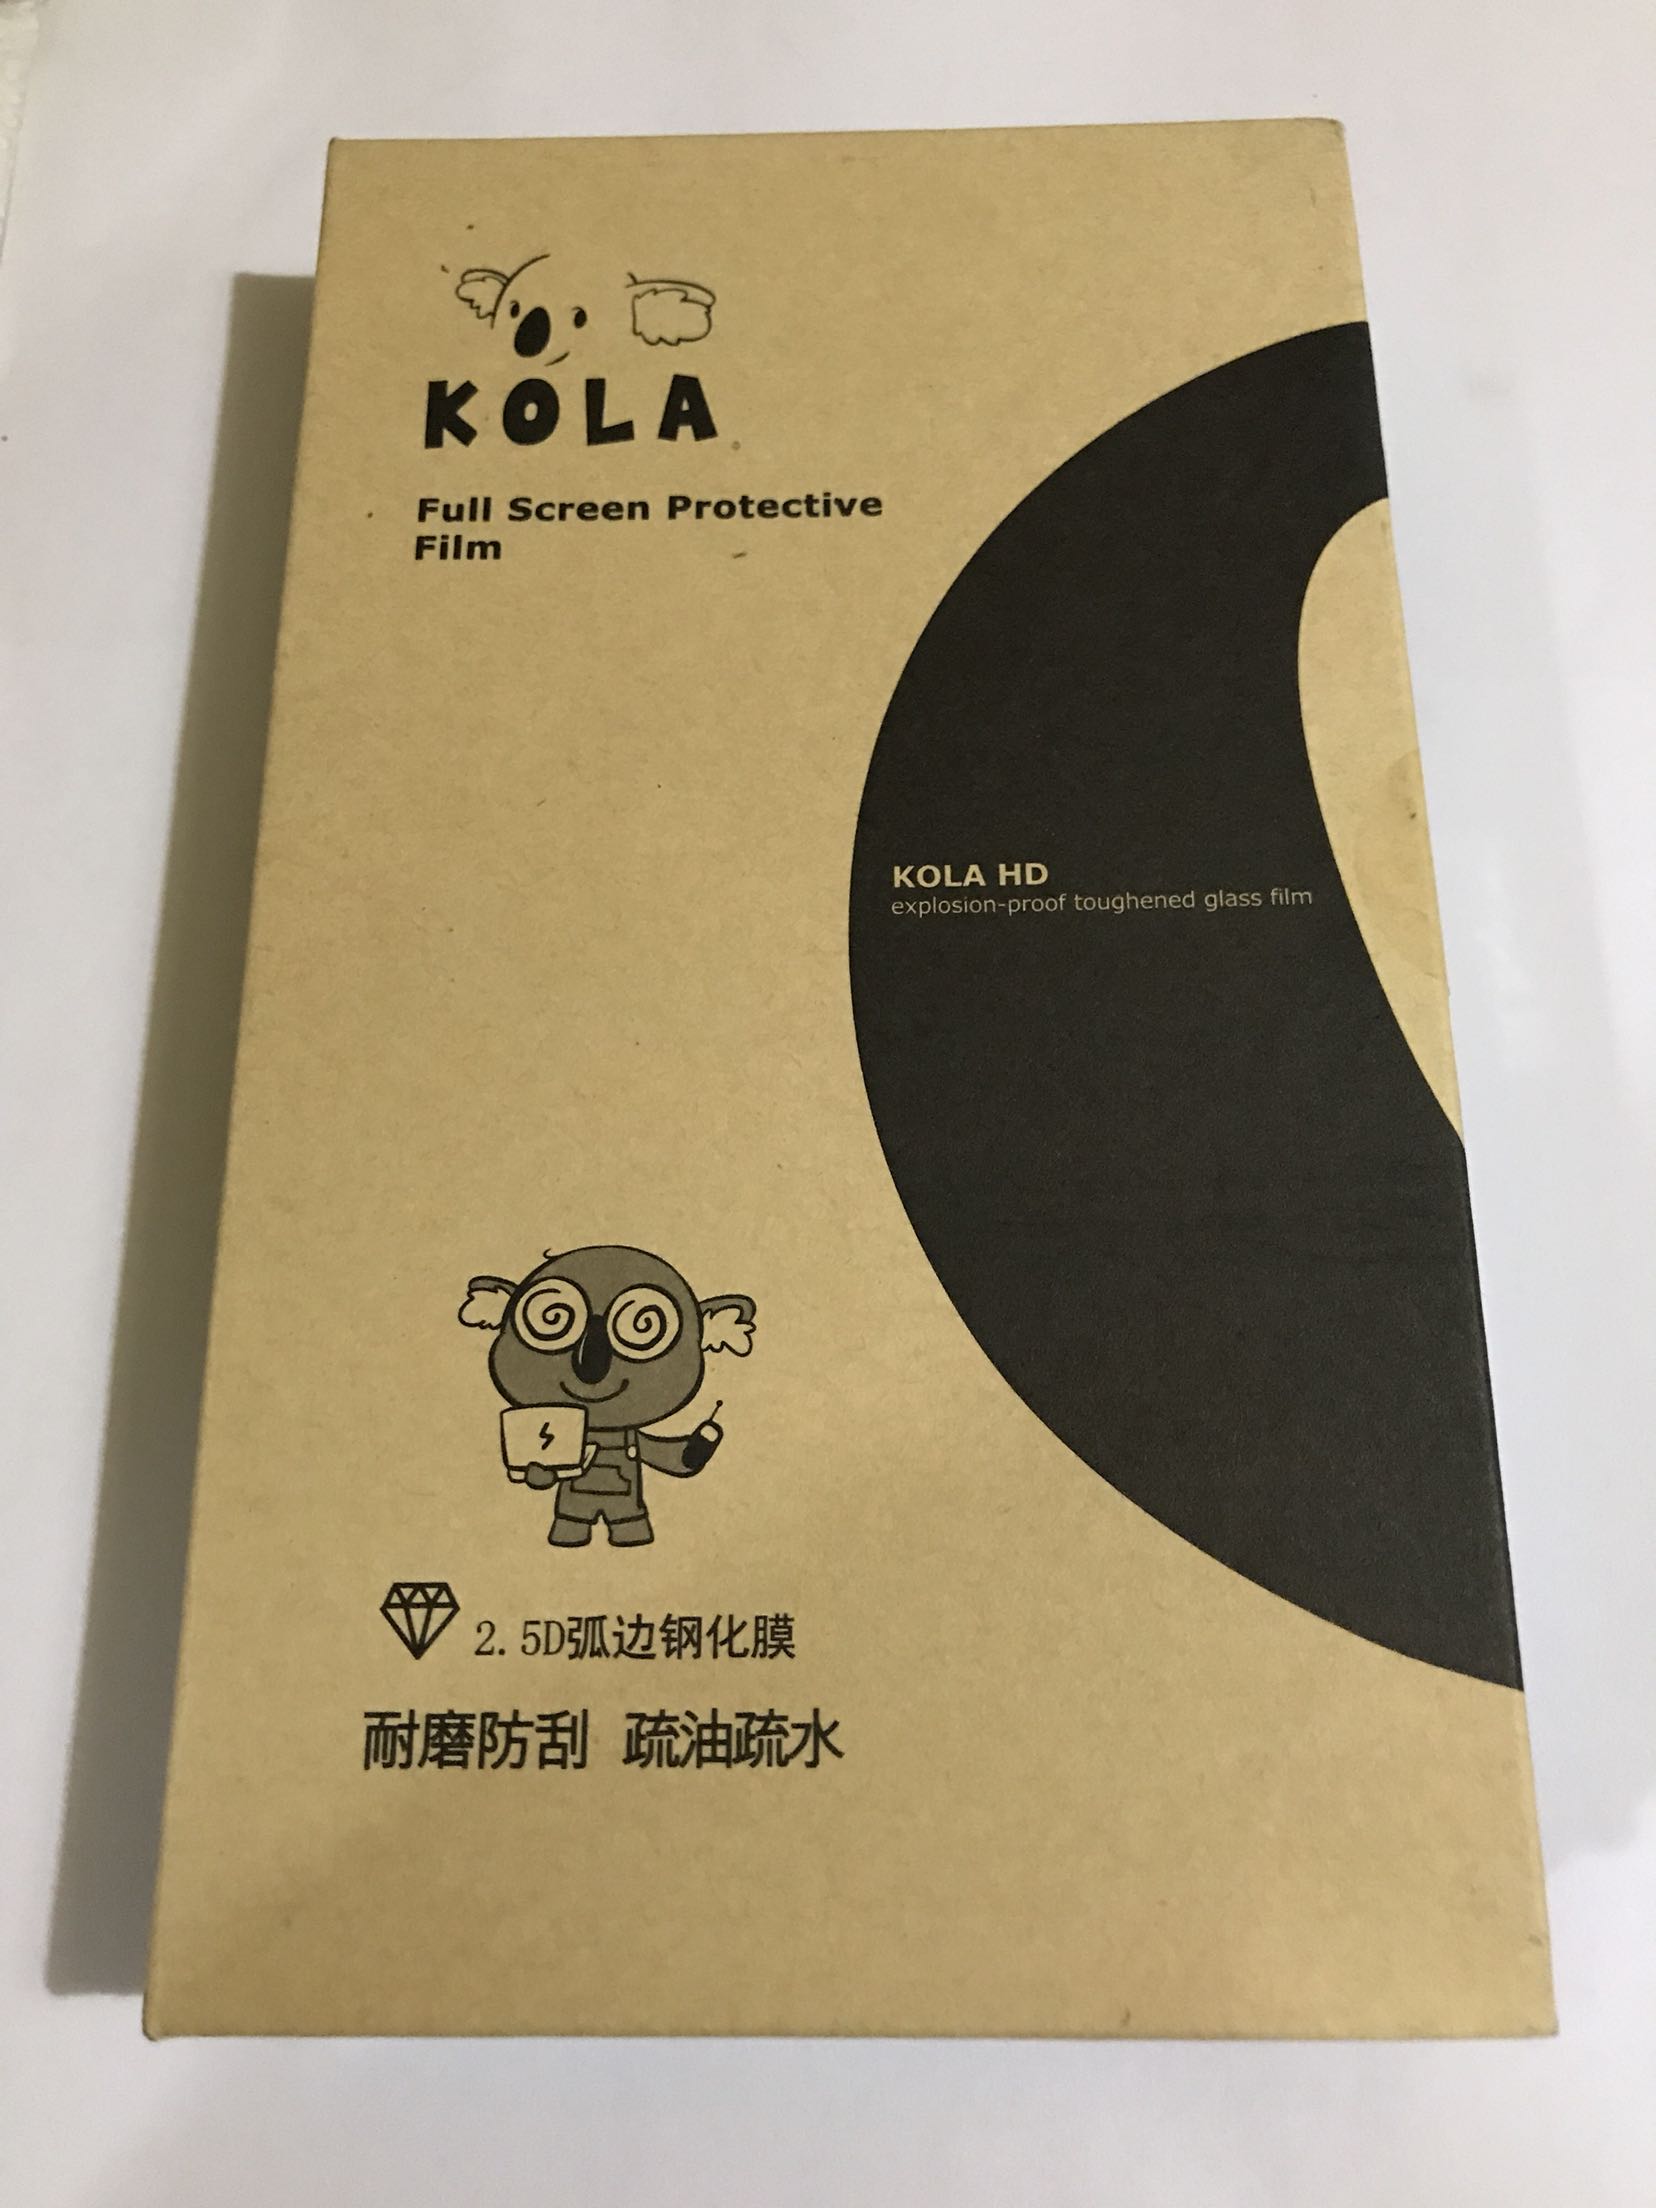 KOLA
Full Screen Protective
Film
KOLA HD
explosion-proof toughened glass film
2.5D弧边钢化膜
耐磨防刮 疏油疏水